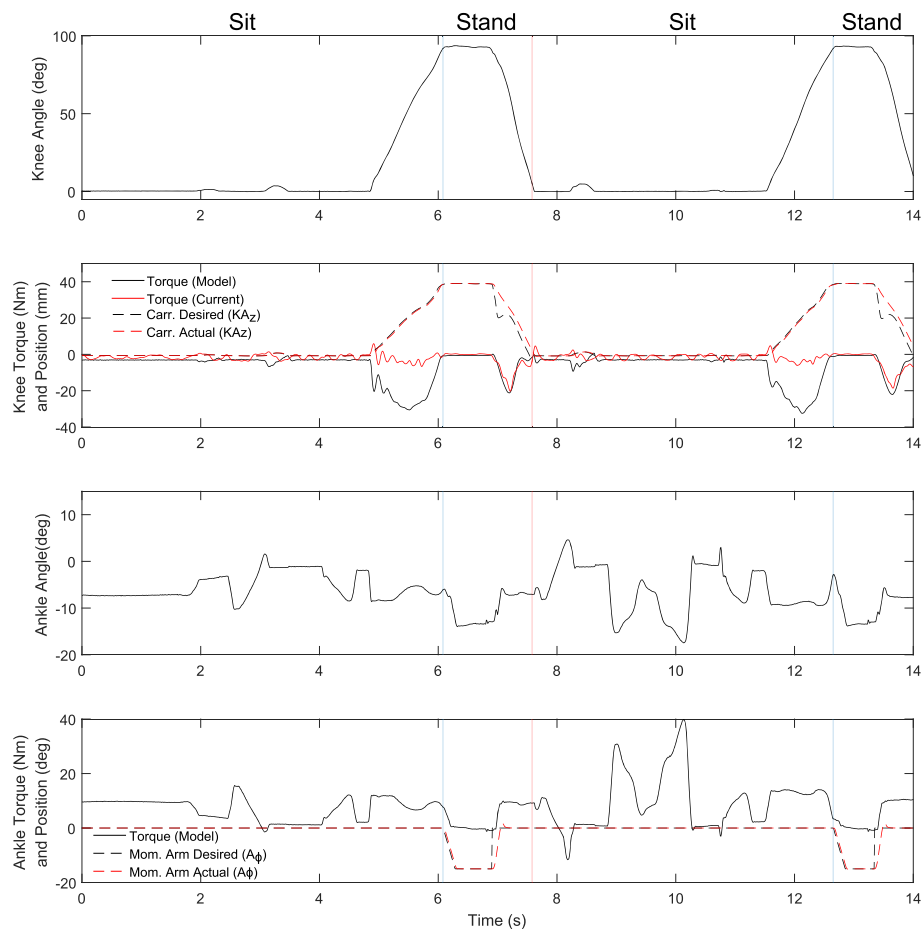 Sit Stand Sit Stand
100
50
0
Knee Angle (deg)
0 2 4 6 8 10 12 14
40
20
0
-20
-40
Knee Torque (Nm)
and Position (mm)
Torque (Model)
Torque (Current)
Carr. Desired (KAz)
Carr. Actual (KAz)
0 2 4 6 8 10 12 14
10
0
-10
-20
Ankle Angle(deg)
0 2 4 6 8 10 12 14
40
20
0
-20
Ankle Torque (Nm)
and Position (deg)
Torque (Model)
Mom. Arm Desired (Aϕ)
Mom. Arm Actual (Aϕ)
0 2 4 6 8 10 12 14
Time (s)